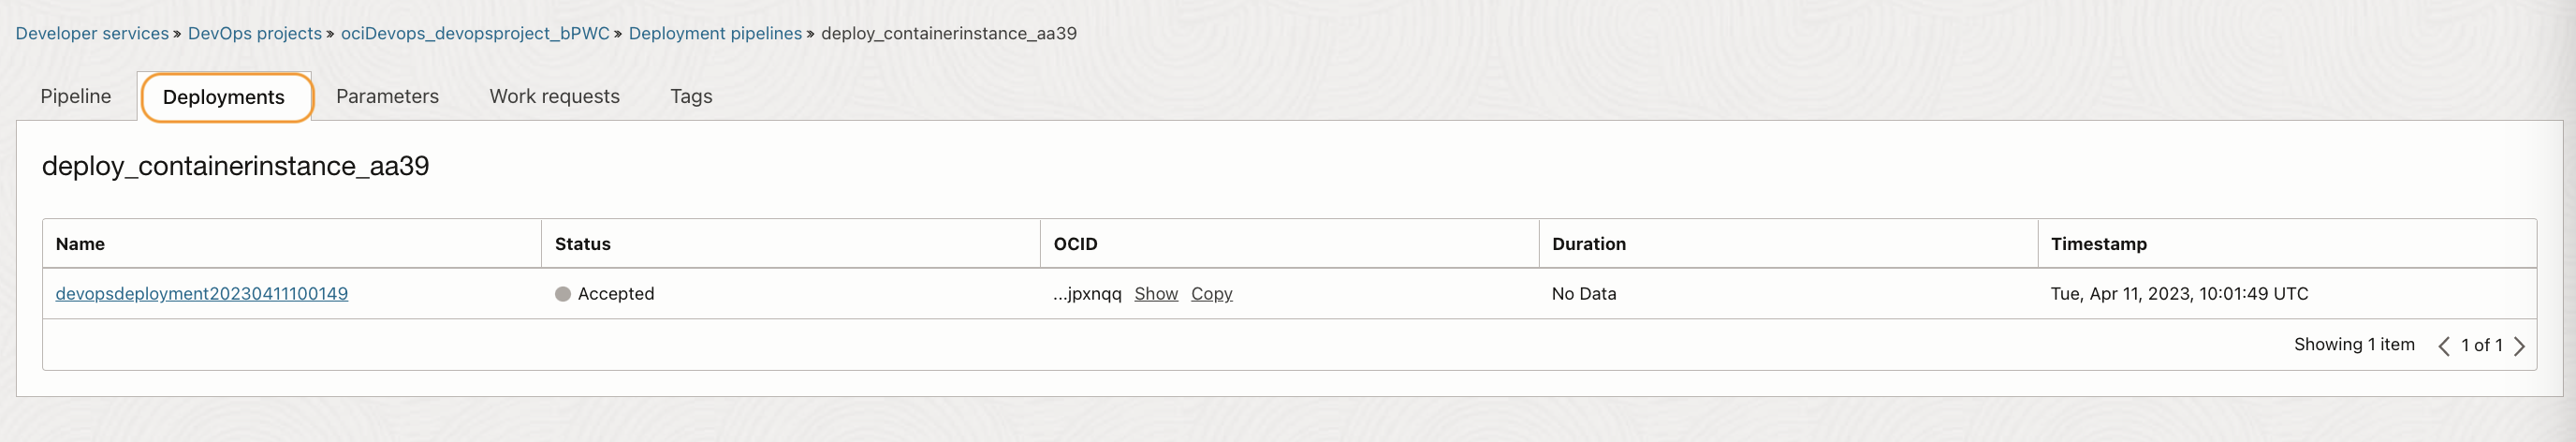 Developer services » DevOps projects » ociDevops_devopsproject_bPWC » Deployment pipelines » deploy_containerinstance_aa39
Pipeline Deployments Parameters Work requests Tags
deploy_containerinstance_aa39
Name Status OCID Duration Timestamp
devopsdeployment20230411100149 Accepted ...jpxnqq Show Copy No Data Tue, Apr 11, 2023, 10:01:49 UTC
Showing 1 item < 1 of 1 >